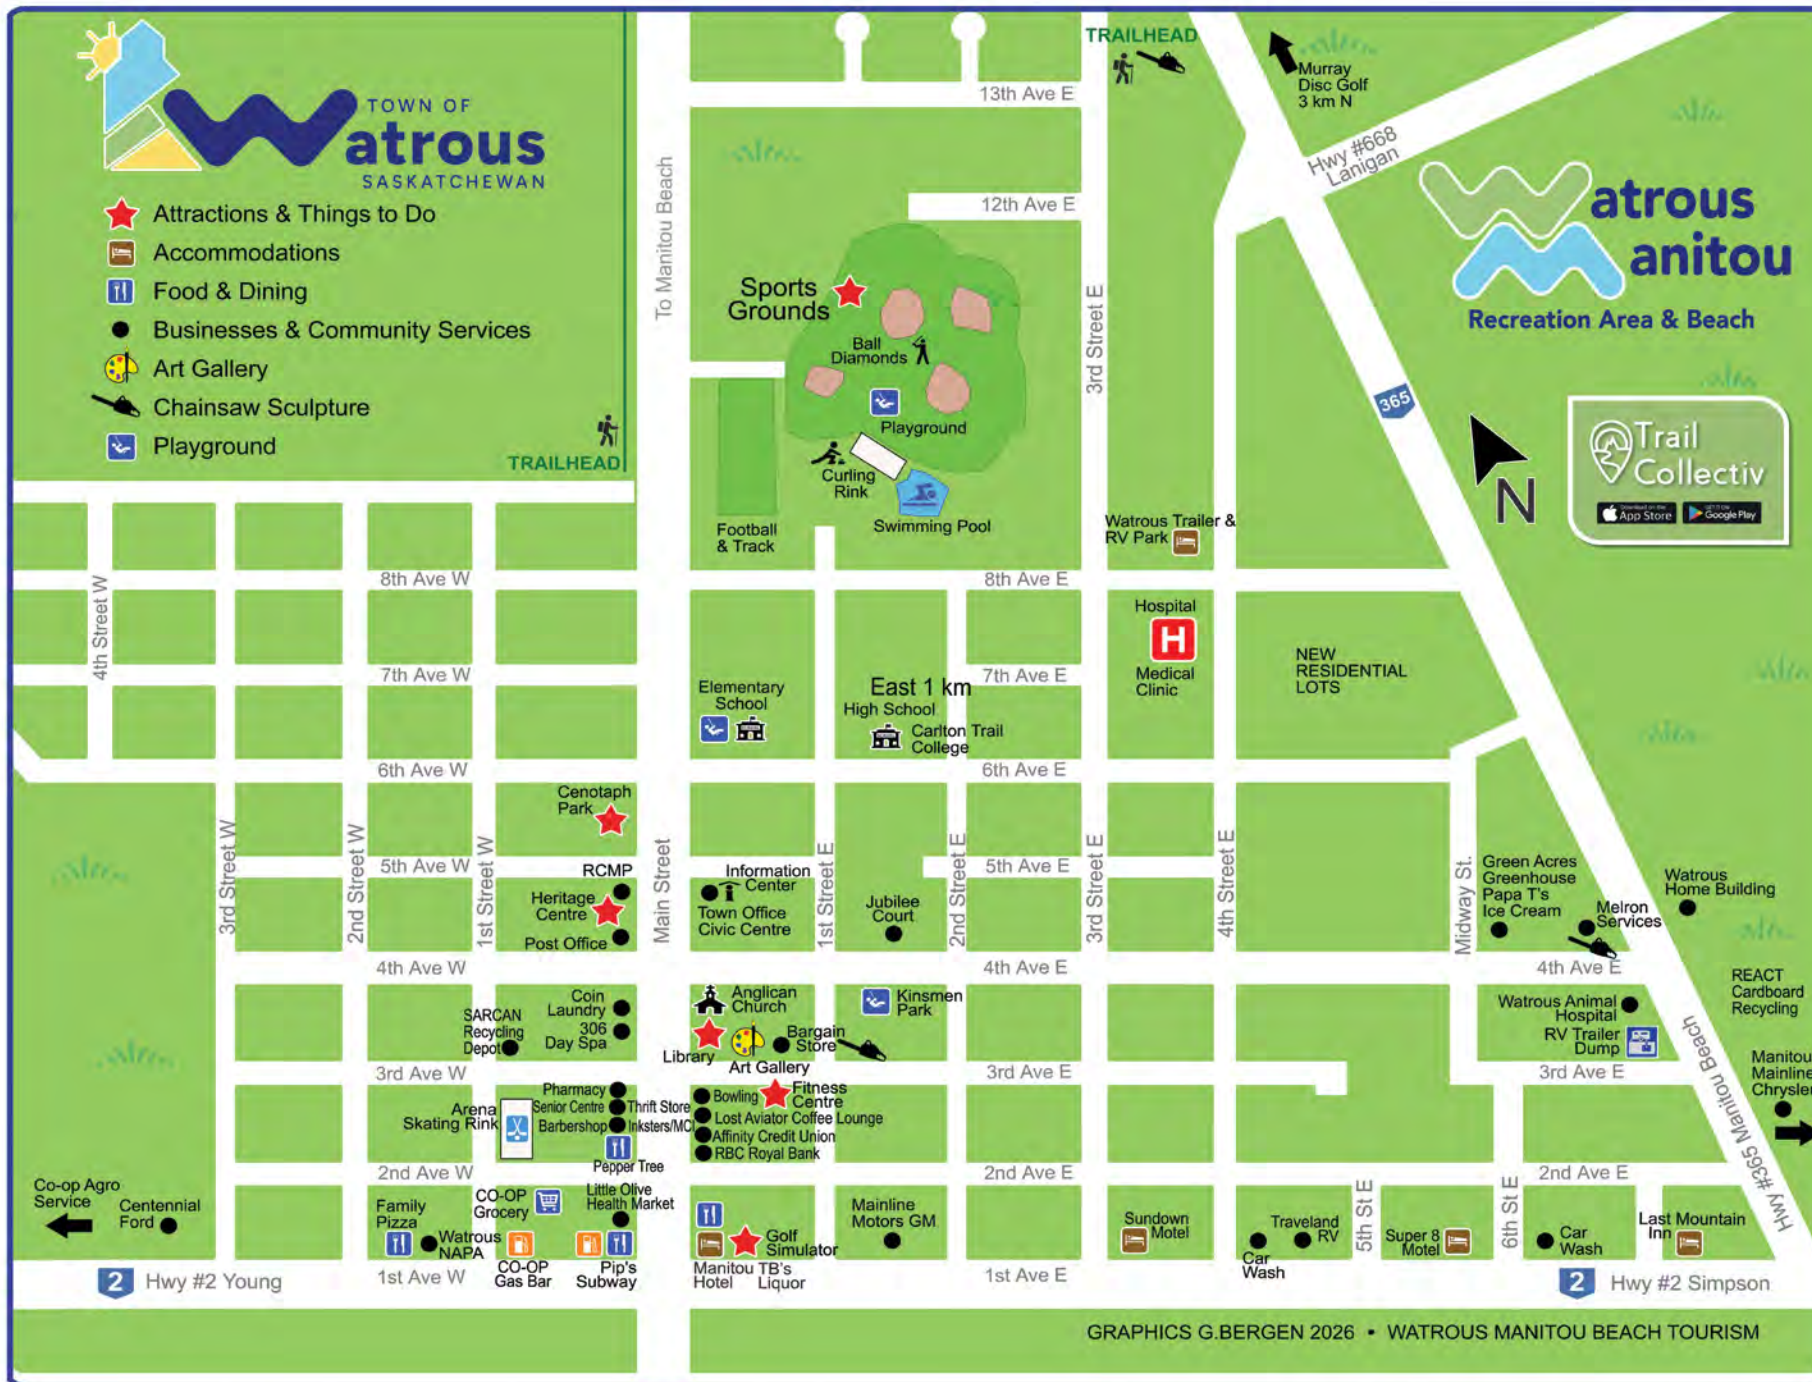 TOWN OF
Watrous
SASKATCHEWAN
Attractions & Things to Do
Accommodations
Food & Dining
Businesses & Community Services
Art Gallery
Chainsaw Sculpture
Playground
TRAILHEAD
To Manitou Beach
13th Ave E
TRAILHEAD
Murray
Disc Golf
3 km N
Hwy #668
Lanigan
Watrous
Manitou
Recreation Area & Beach
12th Ave E
Sports
Grounds
Ball
Diamonds
Playground
Curling
Rink
Swimming Pool
Football
& Track
3rd Street E
365
N
Trail
Collectiv
Download on the
App Store
GET IT ON
Google Play
Watrous Trailer &
RV Park
8th Ave W
8th Ave E
4th Street W
Hospital
H
Medical
Clinic
NEW
RESIDENTIAL
LOTS
7th Ave W
7th Ave E
Elementary
School
East 1 km
High School
Carlton Trail
College
6th Ave W
6th Ave E
Cenotaph
Park
3rd Street W
2nd Street W
1st Street W
Main Street
1st Street E
2nd Street E
3rd Street E
4th Street E
Midway St.
5th Ave W
5th Ave E
RCMP
Heritage
Centre
Post Office
Information
Center
Town Office
Civic Centre
Jubilee
Court
Green Acres
Greenhouse
Papa T's
Ice Cream
Melron
Services
Watrous
Home Building
4th Ave W
4th Ave E
4th Ave E
Coin
Laundry
306
Day Spa
SARCAN
Recycling
Depot
Anglican
Church
Library
Art Gallery
Bargain
Store
Kinsmen
Park
Watrous Animal
Hospital
RV Trailer
Dump
REACT
Cardboard
Recycling
Manitou
Mainline
Chrysler
3rd Ave W
3rd Ave E
3rd Ave E
Arena
Skating Rink
Pharmacy
Senior Centre
Thrift Store
Barbershop
Inksters/MCI
Pepper Tree
Bowling
Fitness
Centre
Lost Aviator Coffee Lounge
Affinity Credit Union
RBC Royal Bank
2nd Ave W
2nd Ave E
2nd Ave E
Hwy #365 Manitou Beach
Co-op Agro
Service
Centennial
Ford
Family
Pizza
Watrous
NAPA
CO-OP
Grocery
CO-OP
Gas Bar
Little Olive
Health Market
Pip's
Subway
Manitou
Hotel
Golf
Simulator
TB's
Liquor
Mainline
Motors GM
Sundown
Motel
Car
Wash
Traveland
RV
5th St E
Super 8
Motel
6th St E
Car
Wash
Last Mountain
Inn
1st Ave W
1st Ave E
2
Hwy #2 Young
2
Hwy #2 Simpson
GRAPHICS G.BERGEN 2026 • WATROUS MANITOU BEACH TOURISM